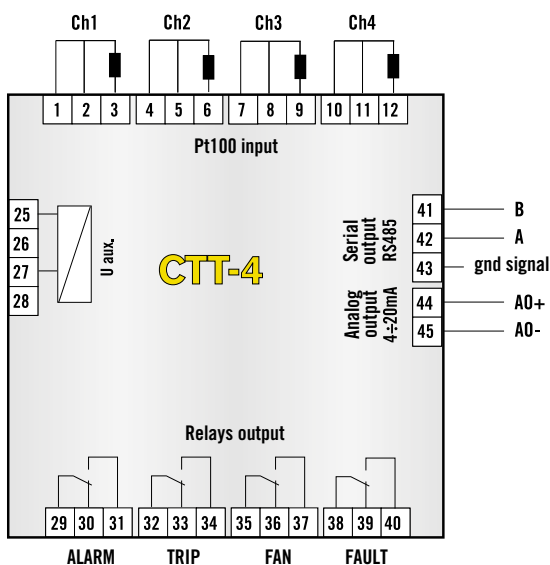 Ch1 Ch2 Ch3 Ch4
1 2 3 4 5 6 7 8 9 10 11 12
Pt100 input
25
26
27
28
U aux.
CTT-4
Serial
output
RS485
41 B
42 A
43 gnd signal
Analog
output
4÷20mA
44 AO+
45 AO-
Relays output
29 30 31 32 33 34 35 36 37 38 39 40
ALARM TRIP FAN FAULT